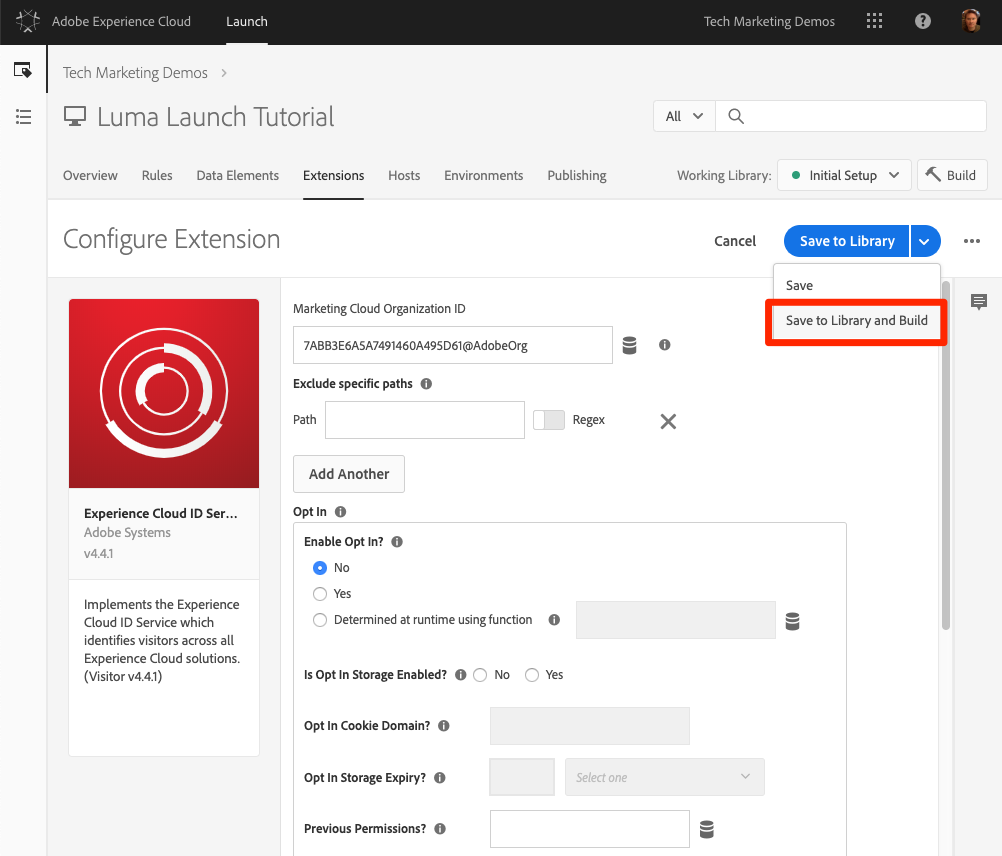 Adobe Experience Cloud
Launch
Tech Marketing Demos
Tech Marketing Demos
Luma Launch Tutorial
All
Overview
Rules
Data Elements
Extensions
Hosts
Environments
Publishing
Working Library:
Initial Setup
Build
Configure Extension
Cancel
Save to Library
Save
Save to Library and Build
Experience Cloud ID Ser...
Adobe Systems
v4.4.1
Implements the Experience
Cloud ID Service which
identifies visitors across all
Experience Cloud solutions.
(Visitor v4.4.1)
Marketing Cloud Organization ID
7ABB3E6A5A7491460A495D61@AdobeOrg
Exclude specific paths
Path
Regex
Add Another
Opt In
Enable Opt In?
No
Yes
Determined at runtime using function
Is Opt In Storage Enabled?
No
Yes
Opt In Cookie Domain?
Opt In Storage Expiry?
Select one
Previous Permissions?